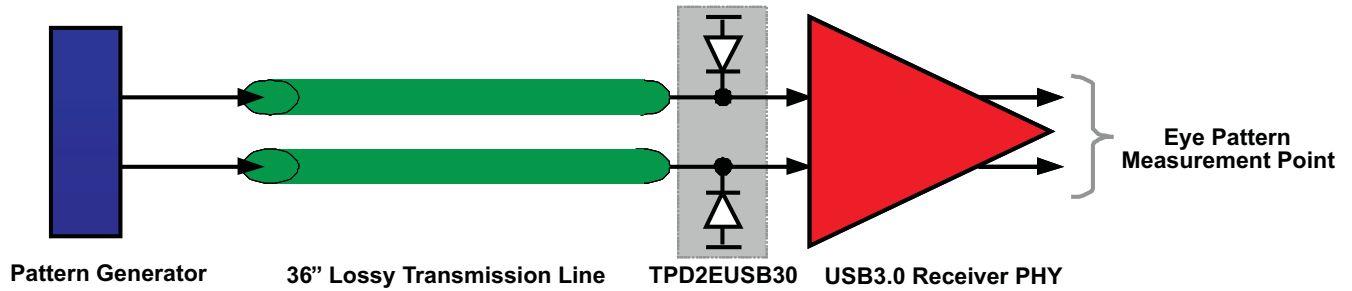 Eye Pattern
Measurement Point
Pattern Generator
36” Lossy Transmission Line
TPD2EUSB30
USB3.0 Receiver PHY